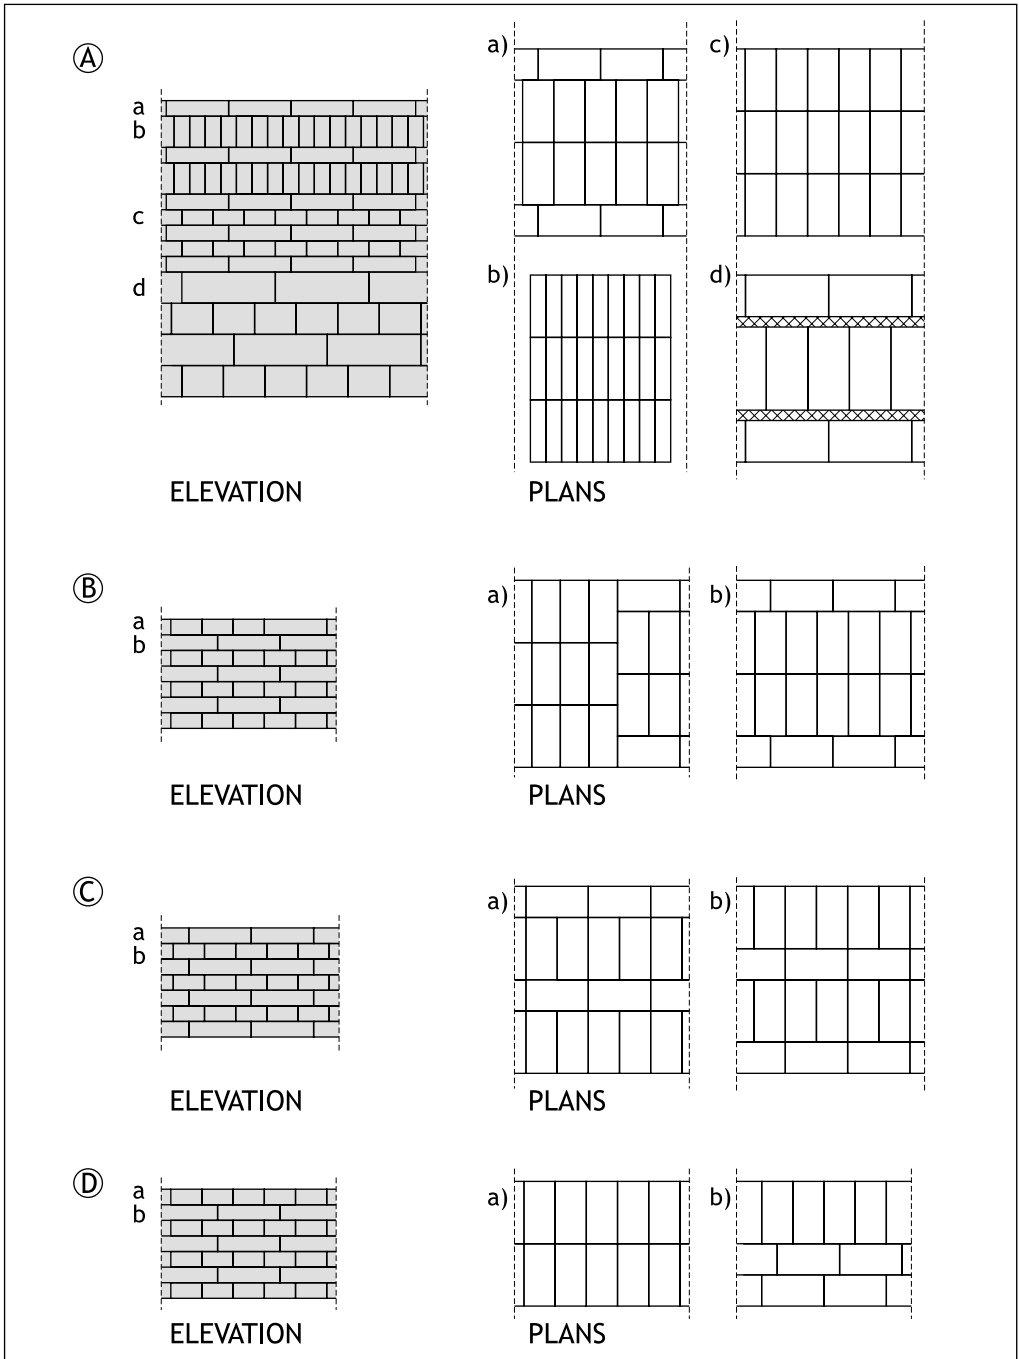 A
a
b
c
d
a)
c)
b)
d)
ELEVATION
PLANS
B
a
b
a)
b)
ELEVATION
PLANS
C
a
b
a)
b)
ELEVATION
PLANS
D
a
b
a)
b)
ELEVATION
PLANS